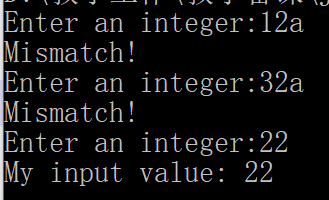 Enter an integer:12a
Mismatch!
Enter an integer:32a
Mismatch!
Enter an integer:22
My input value: 22